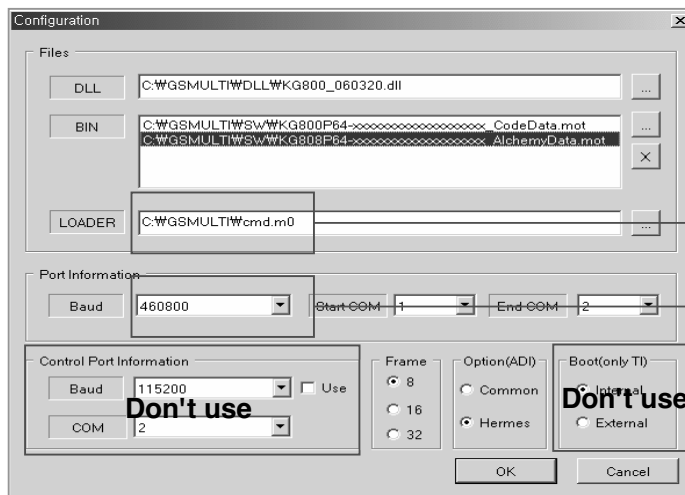 Configuration
Files
DLL
C:₩GSMULTI₩DLL₩KG800_060320.dll
...
BIN
C:₩GSMULTI₩SW₩KG800P64-xxxxxxxxxxxxxxxxxxxx_CodeData.mot
...
C:₩GSMULTI₩SW₩KG808P64-xxxxxxxxxxxxxxxxxxxx_AlchemyData.mot
LOADER
C:₩GSMULTI₩cmd.m0
...
Port Information
Baud
460800
Start COM
1
End COM
2
Control Port Information
Baud
115200
Use
COM
2
Don't use
Frame
8
16
32
Option(ADI)
Common
Hermes
Boot(only TI)
Internal
External
Don't use
OK
Cancel